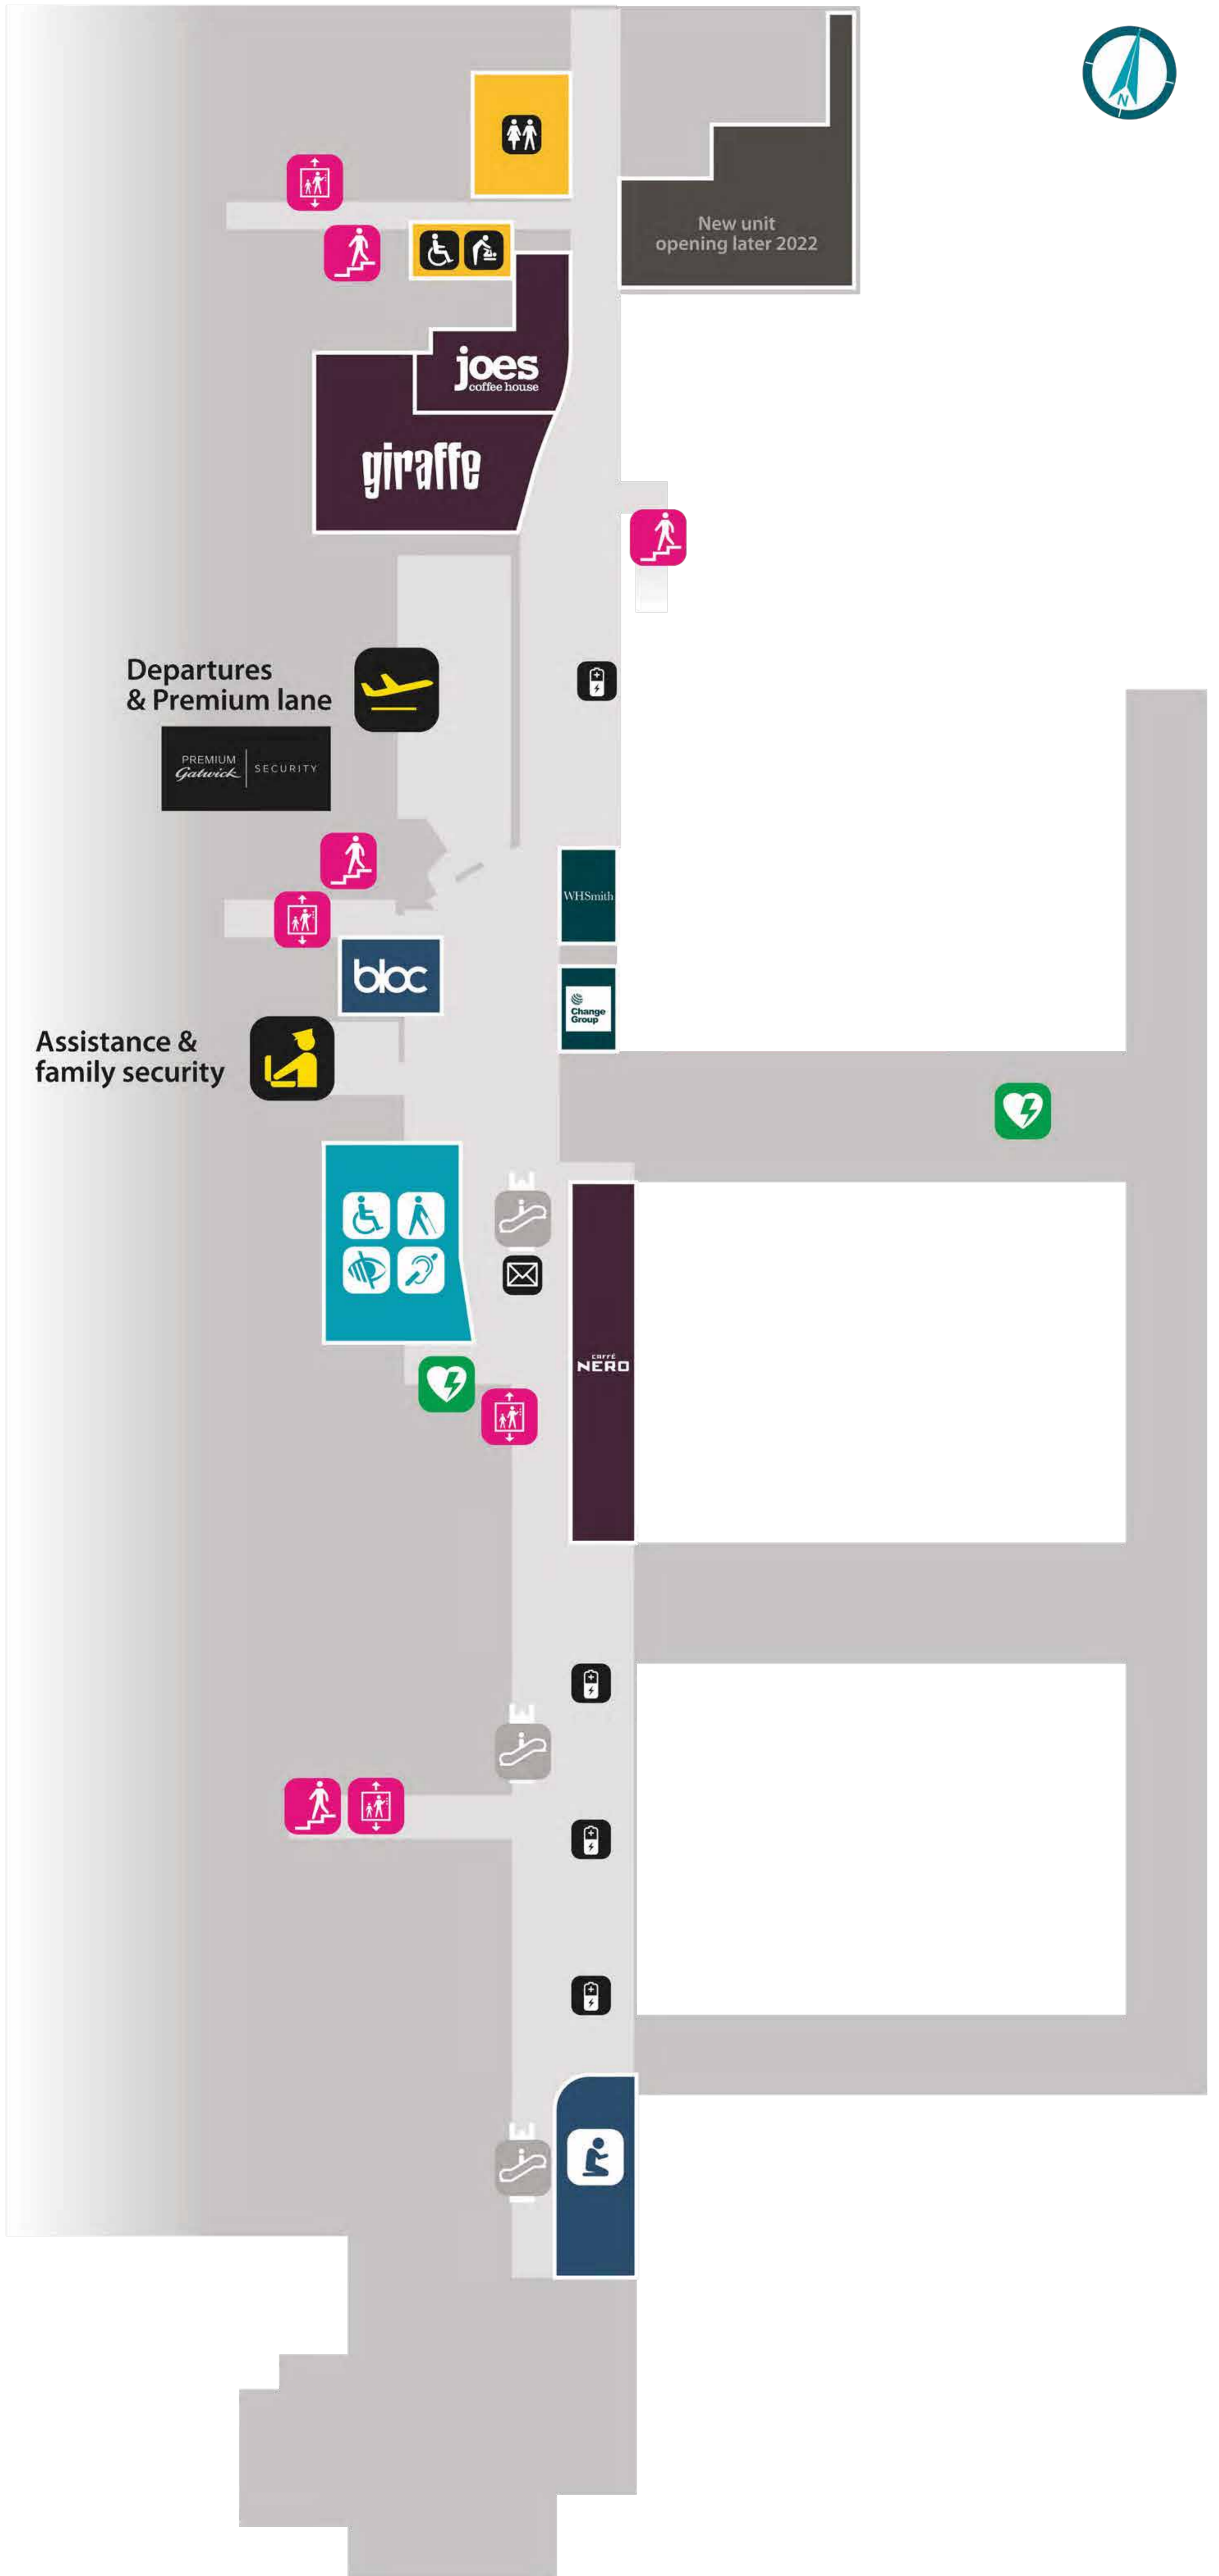 N
New unit
opening later 2022
joes
coffee house
giraffe
Departures
& Premium lane
PREMIUM
Gatwick
SECURITY
WHSmith
bloc
Change
Group
Assistance &
family security
CAFFÈ
NERO